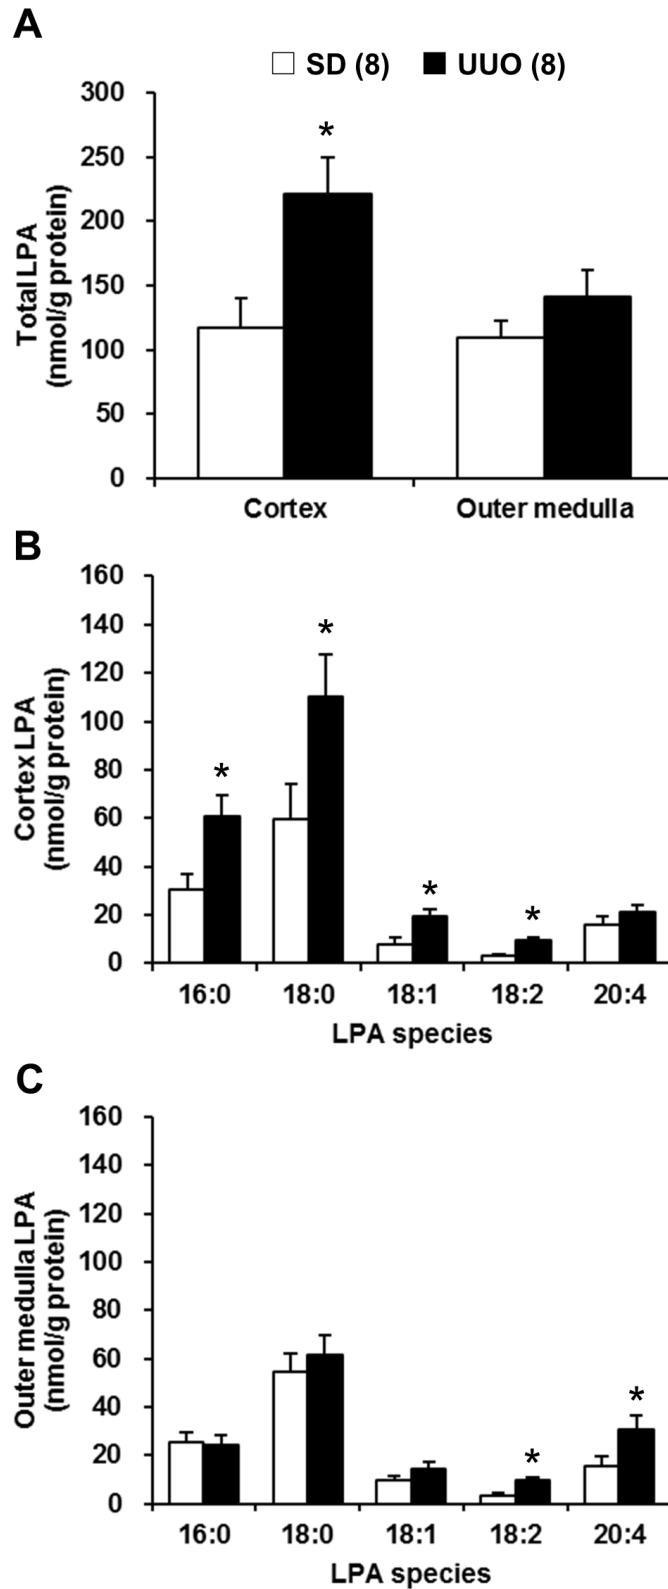 A
SD (8) UUO (8)
300
250
200
150
100
50
0
Total LPA
(nmol/g protein)
*
Cortex Outer medulla
B
160
140
120
100
80
60
40
20
0
Cortex LPA
(nmol/g protein)
* * * *
16:0 18:0 18:1 18:2 20:4
LPA species
C
160
140
120
100
80
60
40
20
0
Outer medulla LPA
(nmol/g protein)
* *
16:0 18:0 18:1 18:2 20:4
LPA species